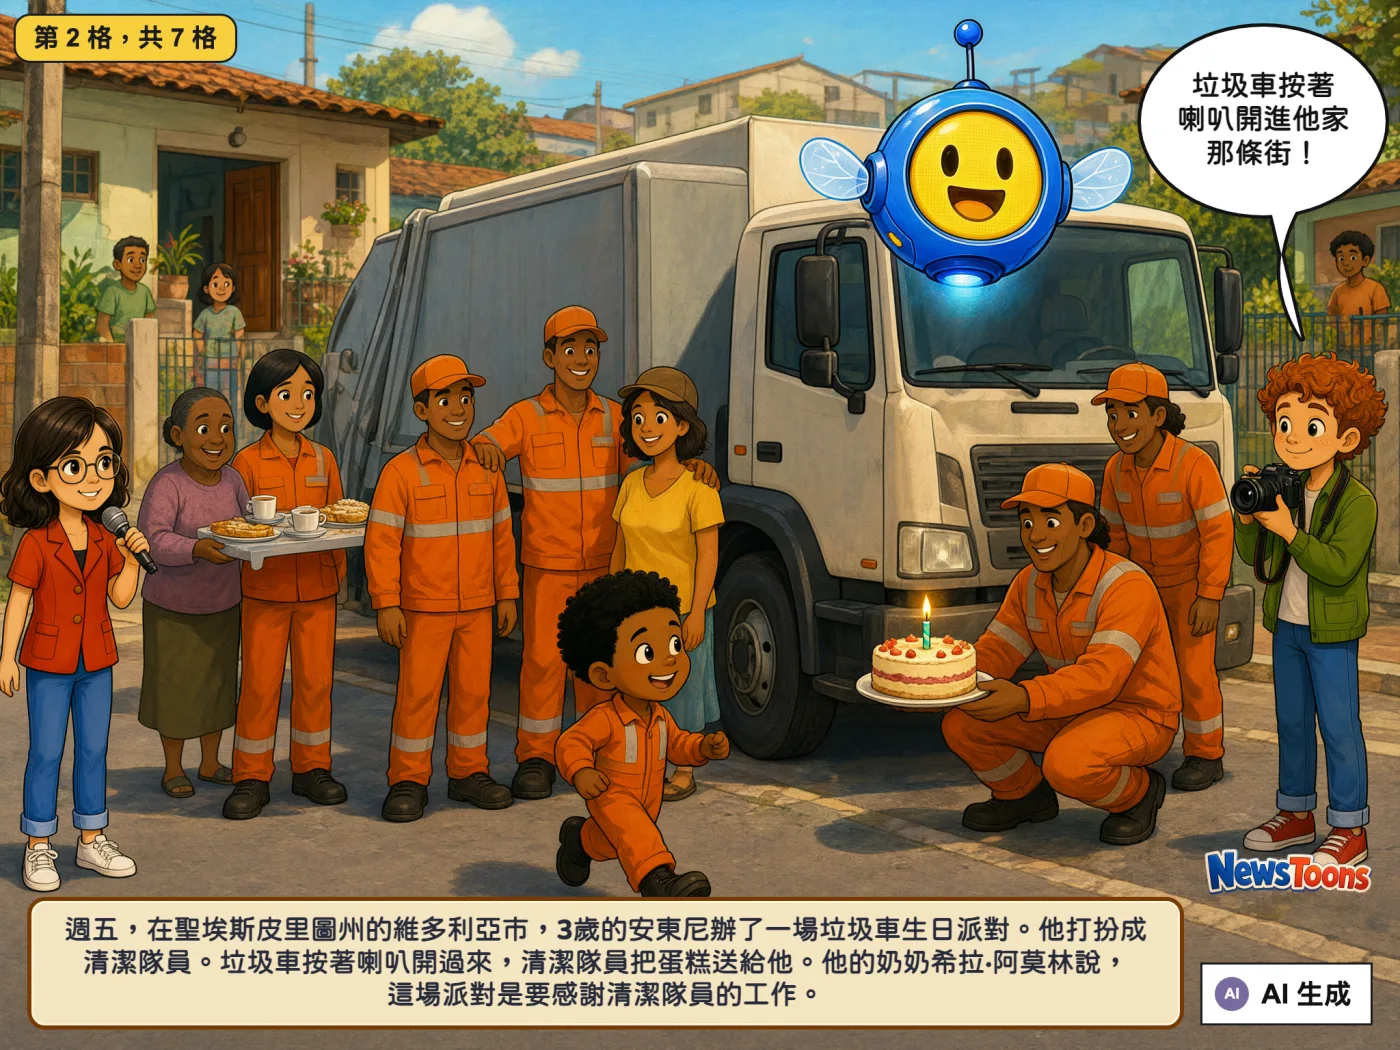 第 2 格，共 7 格
垃圾車按著
喇叭開進他家
那條街！
NEWSTOONS
週五，在聖埃斯皮里圖州的維多利亞市，3歲的安東尼辦了一場垃圾車生日派對。他打扮成
清潔隊員。垃圾車按著喇叭開過來，清潔隊員把蛋糕送給他。他的奶奶希拉·阿莫林說，
這場派對是要感謝清潔隊員的工作。
AI AI 生成